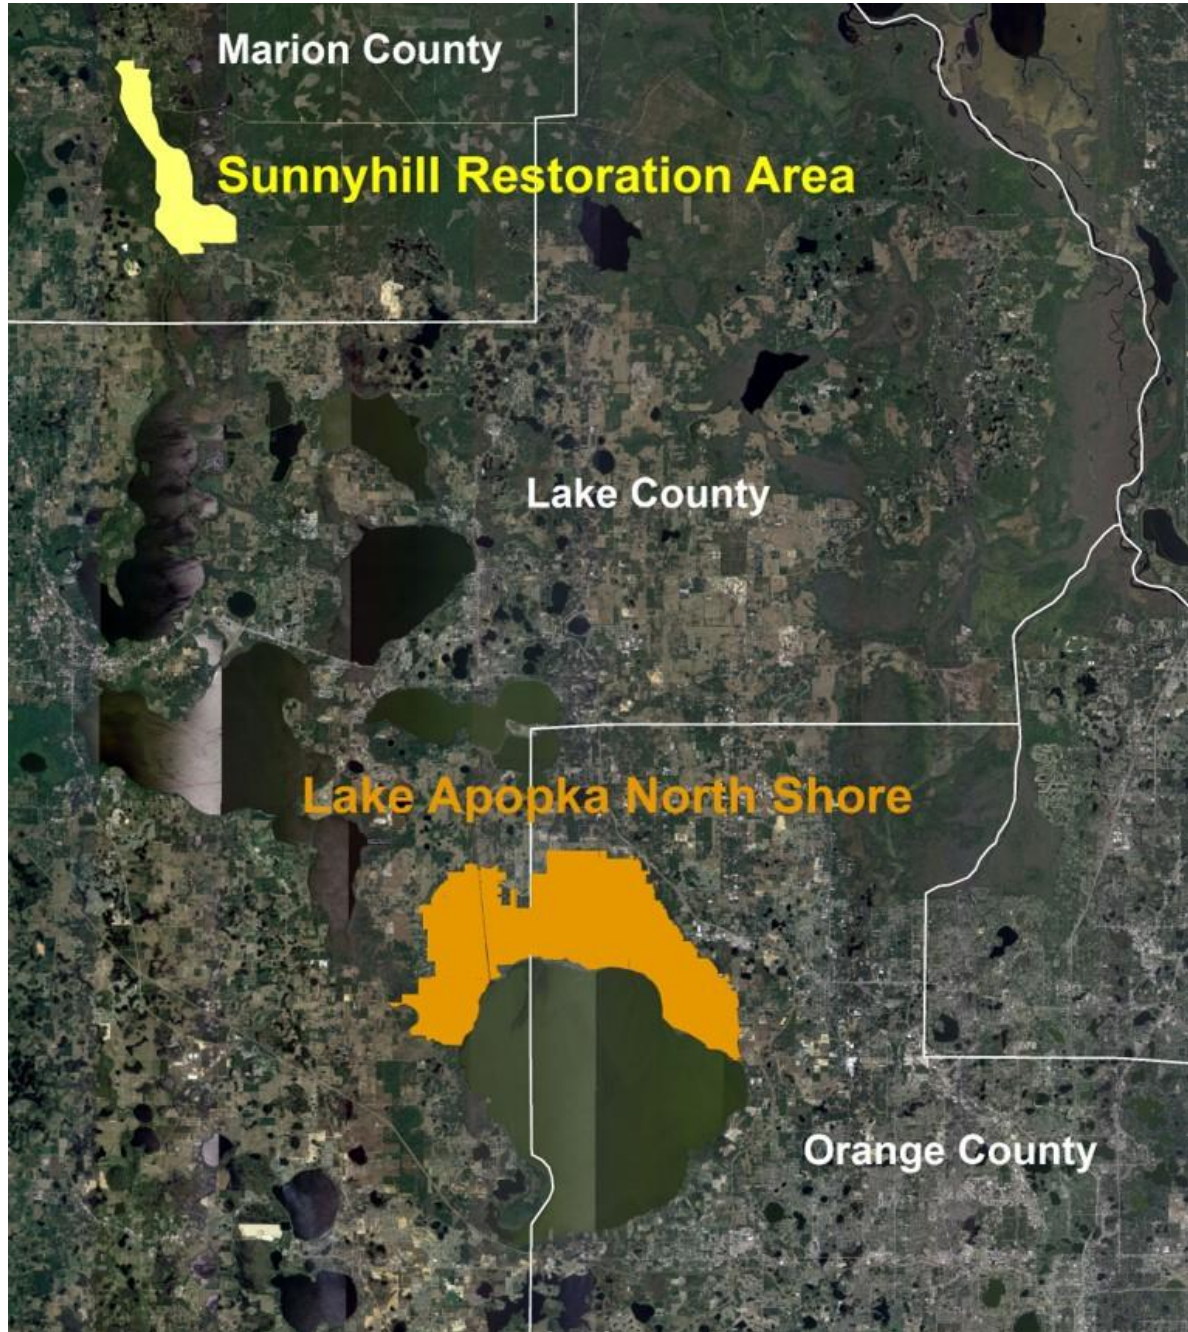 Marion County
Sunnyhill Restoration Area
Lake County
Lake Apopka North Shore
Orange County